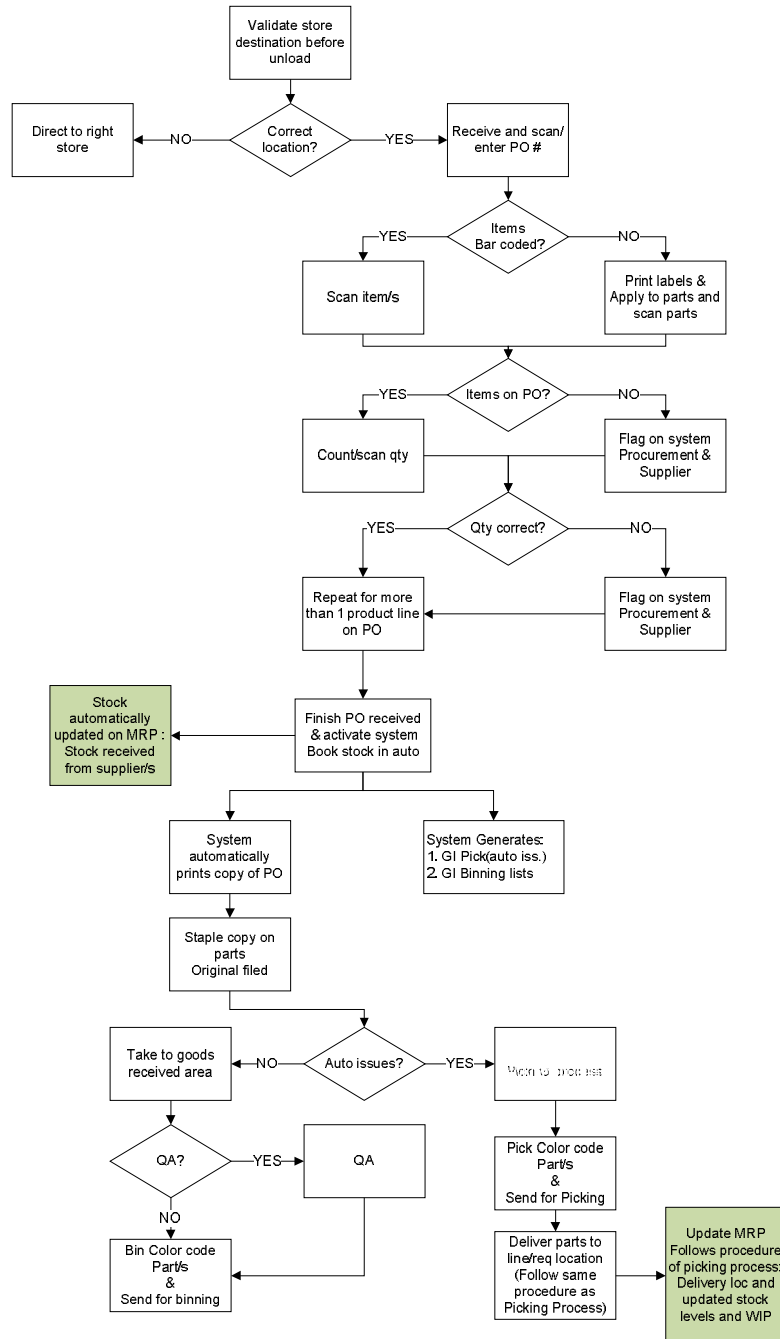 Validate store
destination before
unload
Direct to right
store
NO
Correct
location?
YES
Receive and scan/
enter PO #
Items
Bar coded?
YES
NO
Scan item/s
Print labels &
Apply to parts and
scan parts
Items on PO?
YES
NO
Count/scan qty
Flag on system
Procurement &
Supplier
Qty correct?
YES
NO
Repeat for more
than 1 product line
on PO
Flag on system
Procurement &
Supplier
Stock
automatically
updated on MRP :
Stock received
from supplier/s
Finish PO received
& activate system
Book stock in auto
System
automatically
prints copy of PO
System Generates:
1. GI Pick(auto iss.)
2. GI Binning lists
Staple copy on
parts
Original filed
Take to goods
received area
NO
Auto issues?
YES
QA?
YES
QA
NO
Bin Color code
Part/s
&
Send for binning
Pick Color code
Part/s
&
Send for Picking
Deliver parts to
line/req location
(Follow same
procedure as
Picking Process)
Update MRP
Follows procedure
of picking process:
Delivery loc and
updated stock
levels and WIP